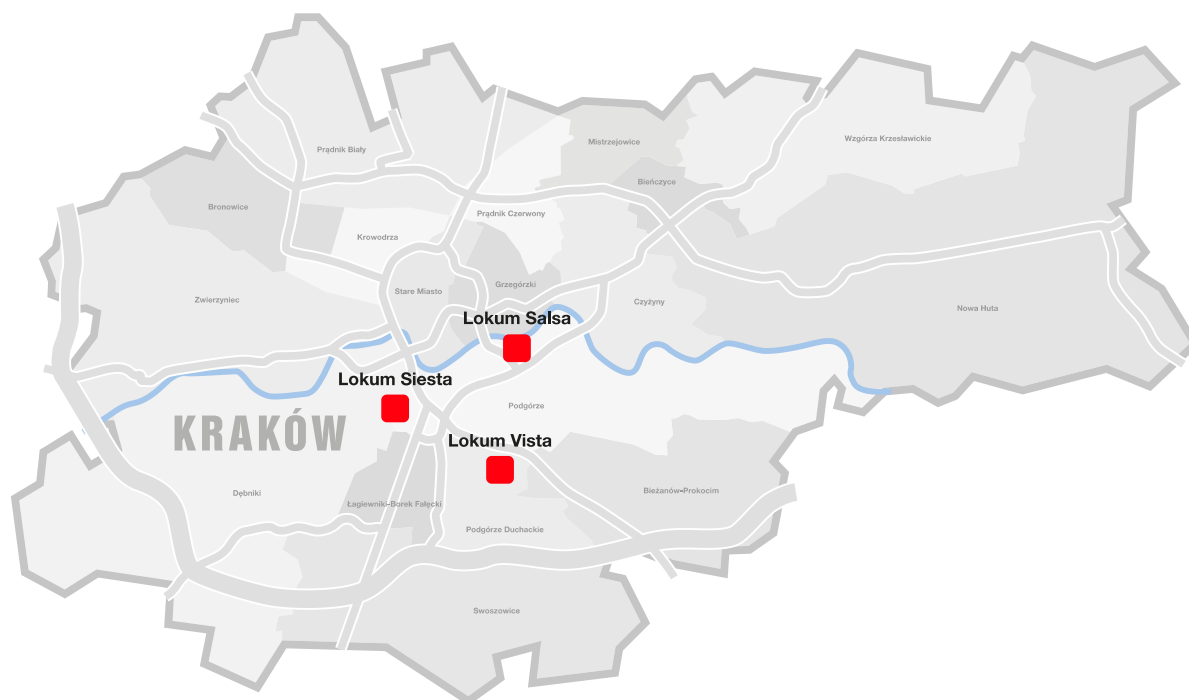 Wzgórza Krzesławickie
Mistrzejowice
Prądnik Biały
Bieńczyce
Bronowice
Prądnik Czerwony
Krowodrza
Grzegórzki
Stare Miasto
Zwierzyniec
Czyżyny
Nowa Huta
Lokum Salsa
Lokum Siesta
Podgórze
KRAKÓW
Lokum Vista
Dębniki
Bieżanów-Prokocim
Łagiewniki-Borek Fałęcki
Podgórze Duchackie
Swoszowice